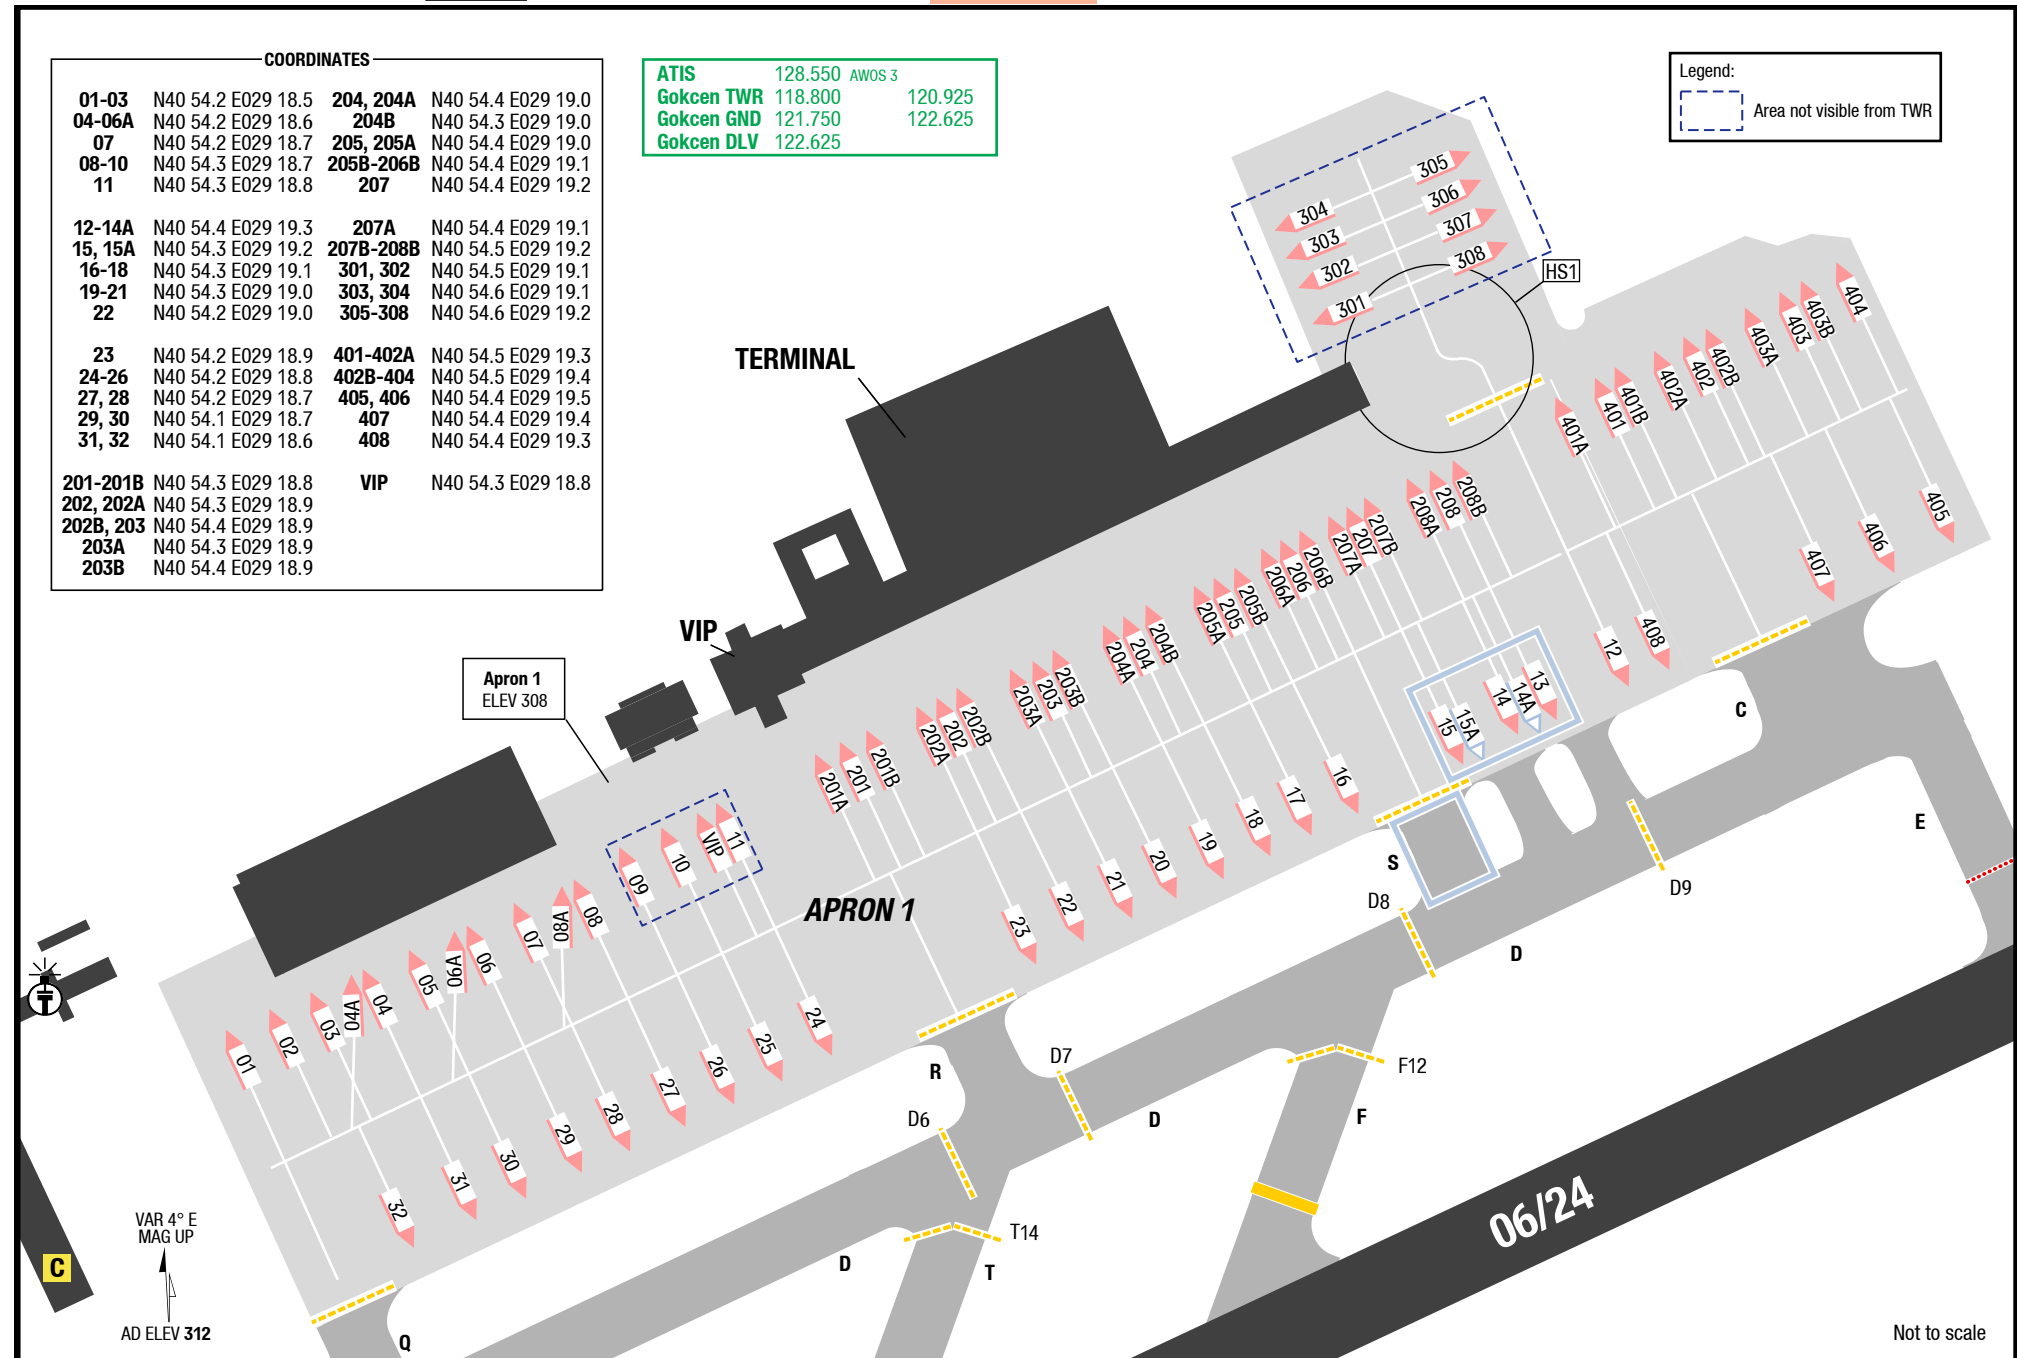 COORDINATES
01-03 N40 54.2 E029 18.5 204, 204A N40 54.4 E029 19.0
04-06A N40 54.2 E029 18.6 204B N40 54.3 E029 19.0
07 N40 54.2 E029 18.7 205, 205A N40 54.4 E029 19.0
08-10 N40 54.3 E029 18.7 205B-206B N40 54.4 E029 19.1
11 N40 54.3 E029 18.8 207 N40 54.4 E029 19.2
12-14A N40 54.4 E029 19.3 207A N40 54.4 E029 19.1
15, 15A N40 54.3 E029 19.2 207B-208B N40 54.5 E029 19.2
16-18 N40 54.3 E029 19.1 301, 302 N40 54.5 E029 19.1
19-21 N40 54.3 E029 19.0 303, 304 N40 54.6 E029 19.1
22 N40 54.2 E029 19.0 305-308 N40 54.6 E029 19.2
23 N40 54.2 E029 18.9 401-402A N40 54.5 E029 19.3
24-26 N40 54.2 E029 18.8 402B-404 N40 54.5 E029 19.4
27, 28 N40 54.2 E029 18.7 405, 406 N40 54.4 E029 19.5
29, 30 N40 54.1 E029 18.7 407 N40 54.4 E029 19.4
31, 32 N40 54.1 E029 18.6 408 N40 54.4 E029 19.3
201-201B N40 54.3 E029 18.8 VIP N40 54.3 E029 18.8
202, 202A N40 54.3 E029 18.9
202B, 203 N40 54.4 E029 18.9
203A N40 54.3 E029 18.9
203B N40 54.4 E029 18.9
ATIS 128.550 AWOS 3
Gokcen TWR 118.800 120.925
Gokcen GND 121.750 122.625
Gokcen DLV 122.625
Legend:
Area not visible from TWR
304
303
302
301
305
306
307
308
HS1
TERMINAL
VIP
Apron 1
ELEV 308
401A
401
401B
402A
402
402B
403A
403
403B
404
405
406
407
408
12
13
14A
14
15A
15
16
17
18
19
20
21
22
23
24
25
26
27
28
29
30
31
32
201A
201
201B
202A
202
202B
203A
203
203B
204A
204
204B
205A
205
205B
206A
206
206B
207A
207
207B
208A
208
208B
01
02
03
04A
04
05
06A
06
07
08A
08
09
10
VIP
11
APRON 1
C
E
S
D8
D9
D
R
D7
D6
D
F12
F
T14
T
D
Q
06/24
C
VAR 4° E
MAG UP
AD ELEV 312
Not to scale